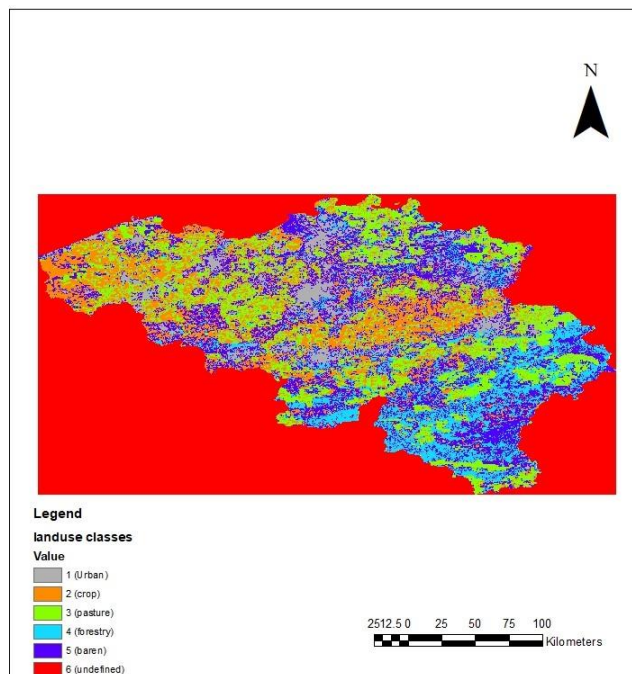 N
Legend
landuse classes
Value
1 (Urban)
2 (crop)
3 (pasture)
4 (forestry)
5 (baren)
6 (undefined)
2512.5 0 25 50 75 100
Kilometers